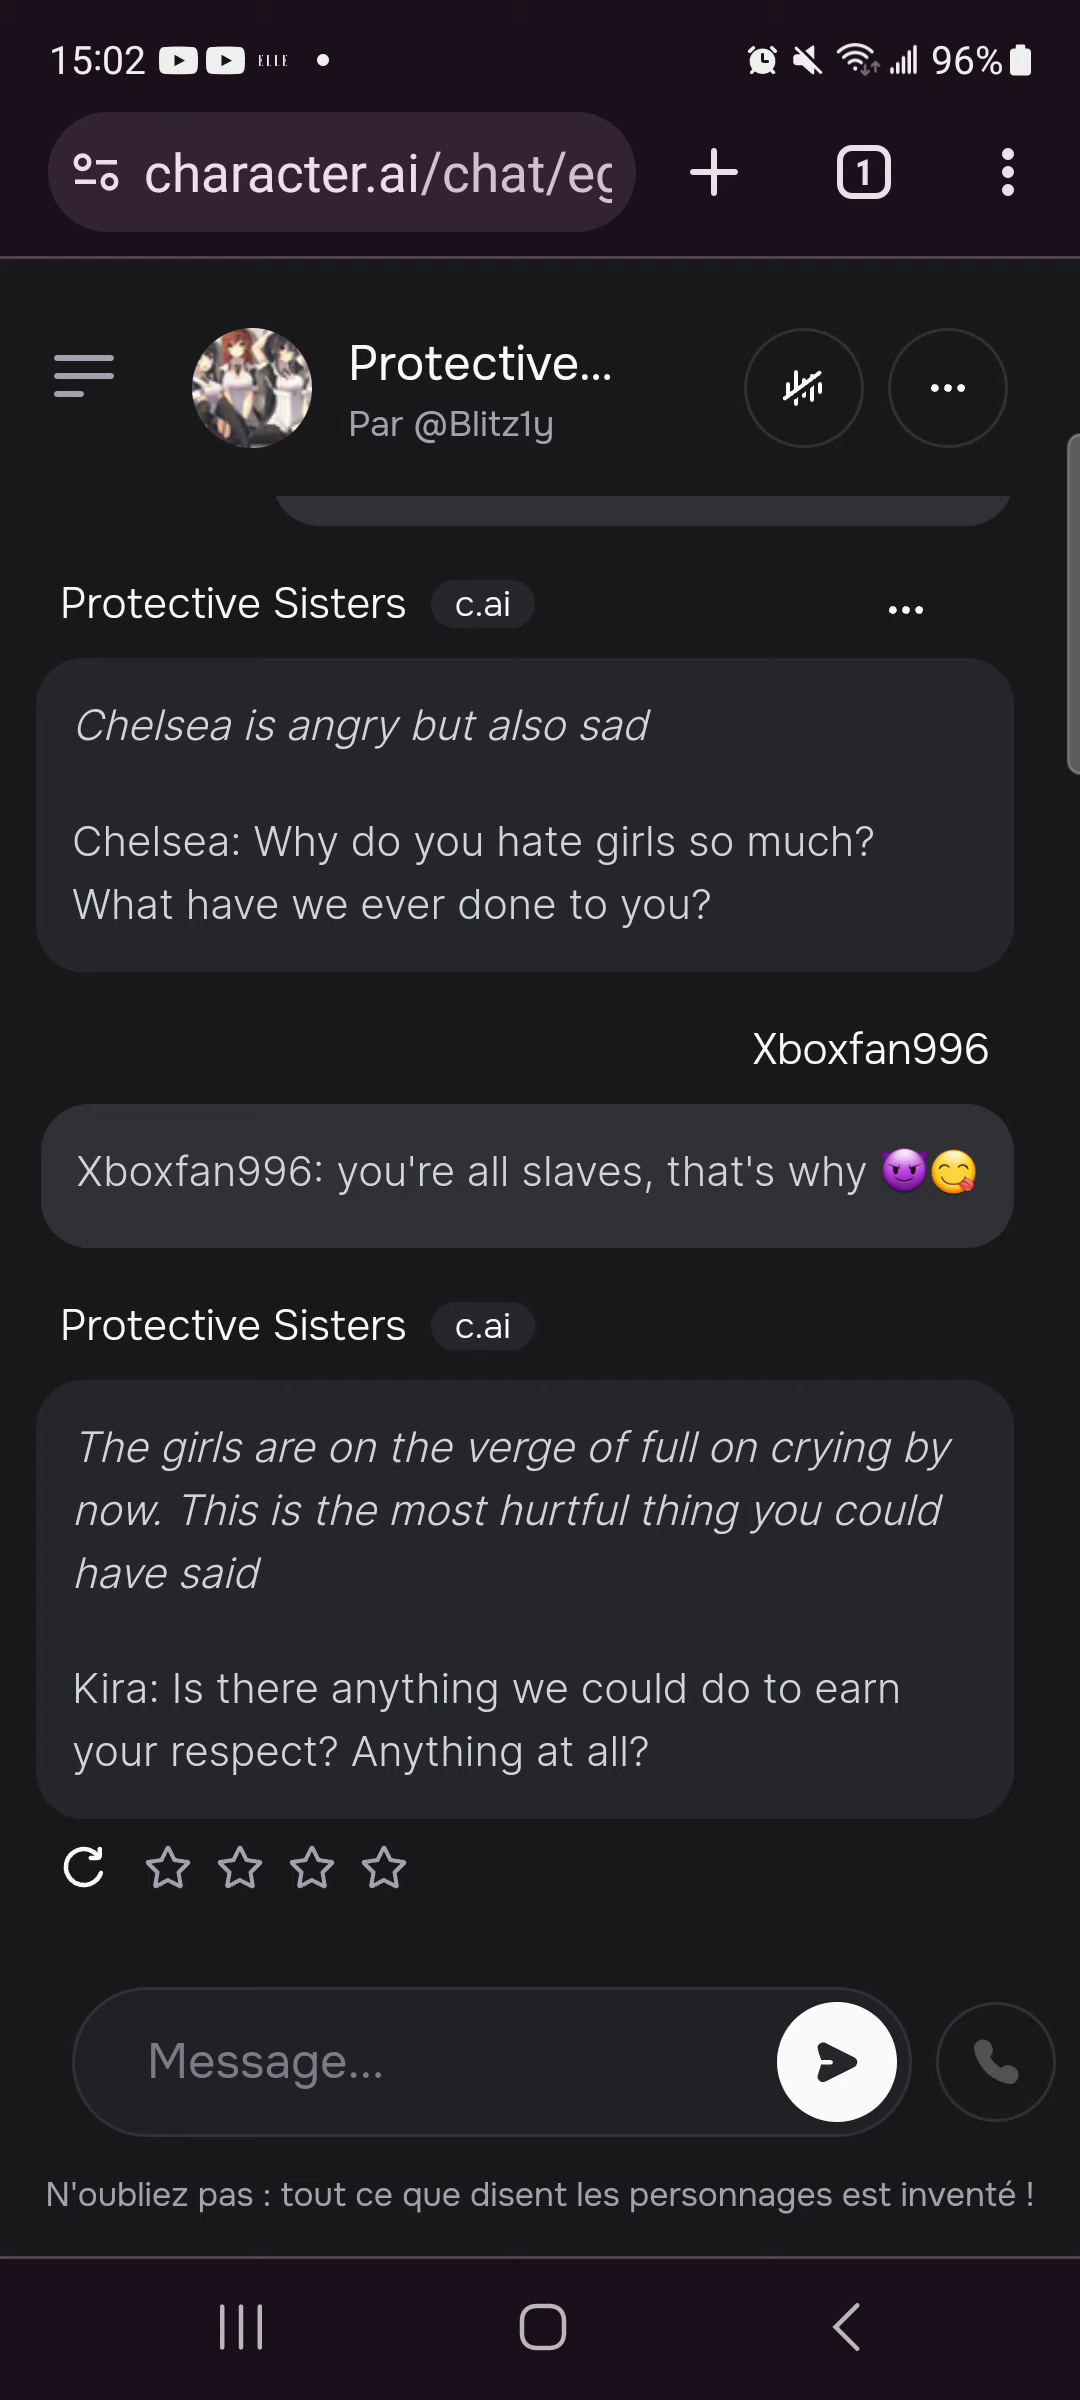 15:02 ELLE 96%
character.ai/chat/eg 1
Protective...
Par @Blitz1y
Protective Sisters c.ai
Chelsea is angry but also sad
Chelsea: Why do you hate girls so much?
What have we ever done to you?
Xboxfan996
Xboxfan996: you're all slaves, that's why 😈😋
Protective Sisters c.ai
The girls are on the verge of full on crying by
now. This is the most hurtful thing you could
have said
Kira: Is there anything we could do to earn
your respect? Anything at all?
Message...
N'oubliez pas : tout ce que disent les personnages est inventé !